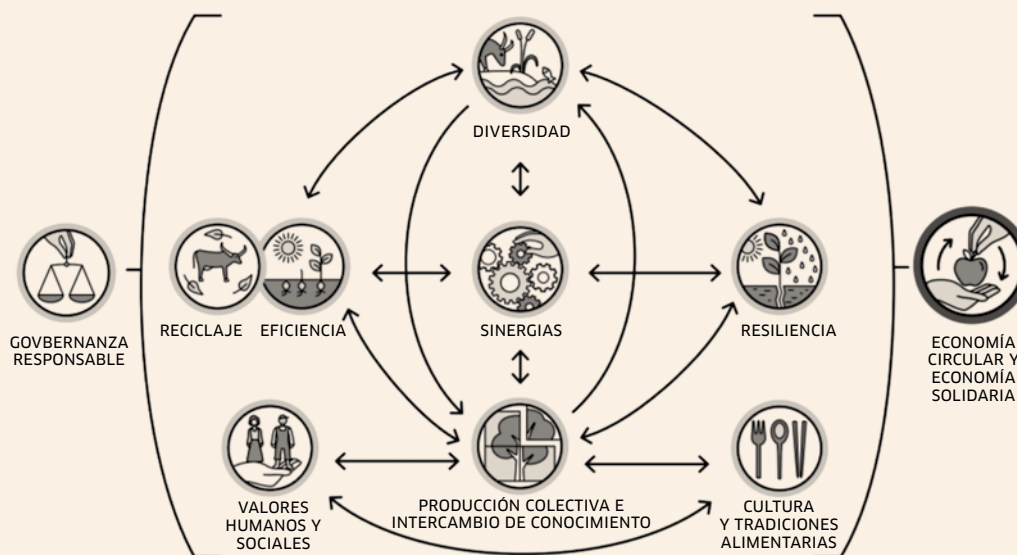 DIVERSIDAD
GOVBERNANZA
RESPONSABLE
RECICLAJE
EFICIENCIA
SINERGIAS
RESILIENCIA
ECONOMÍA
CIRCULAR Y
ECONOMÍA
SOLIDARIA
VALORES
HUMANOS Y
SOCIALES
PRODUCCIÓN COLECTIVA E
INTERCAMBIO DE CONOCIMIENTO
CULTURA
Y TRADICIONES
ALIMENTARIAS